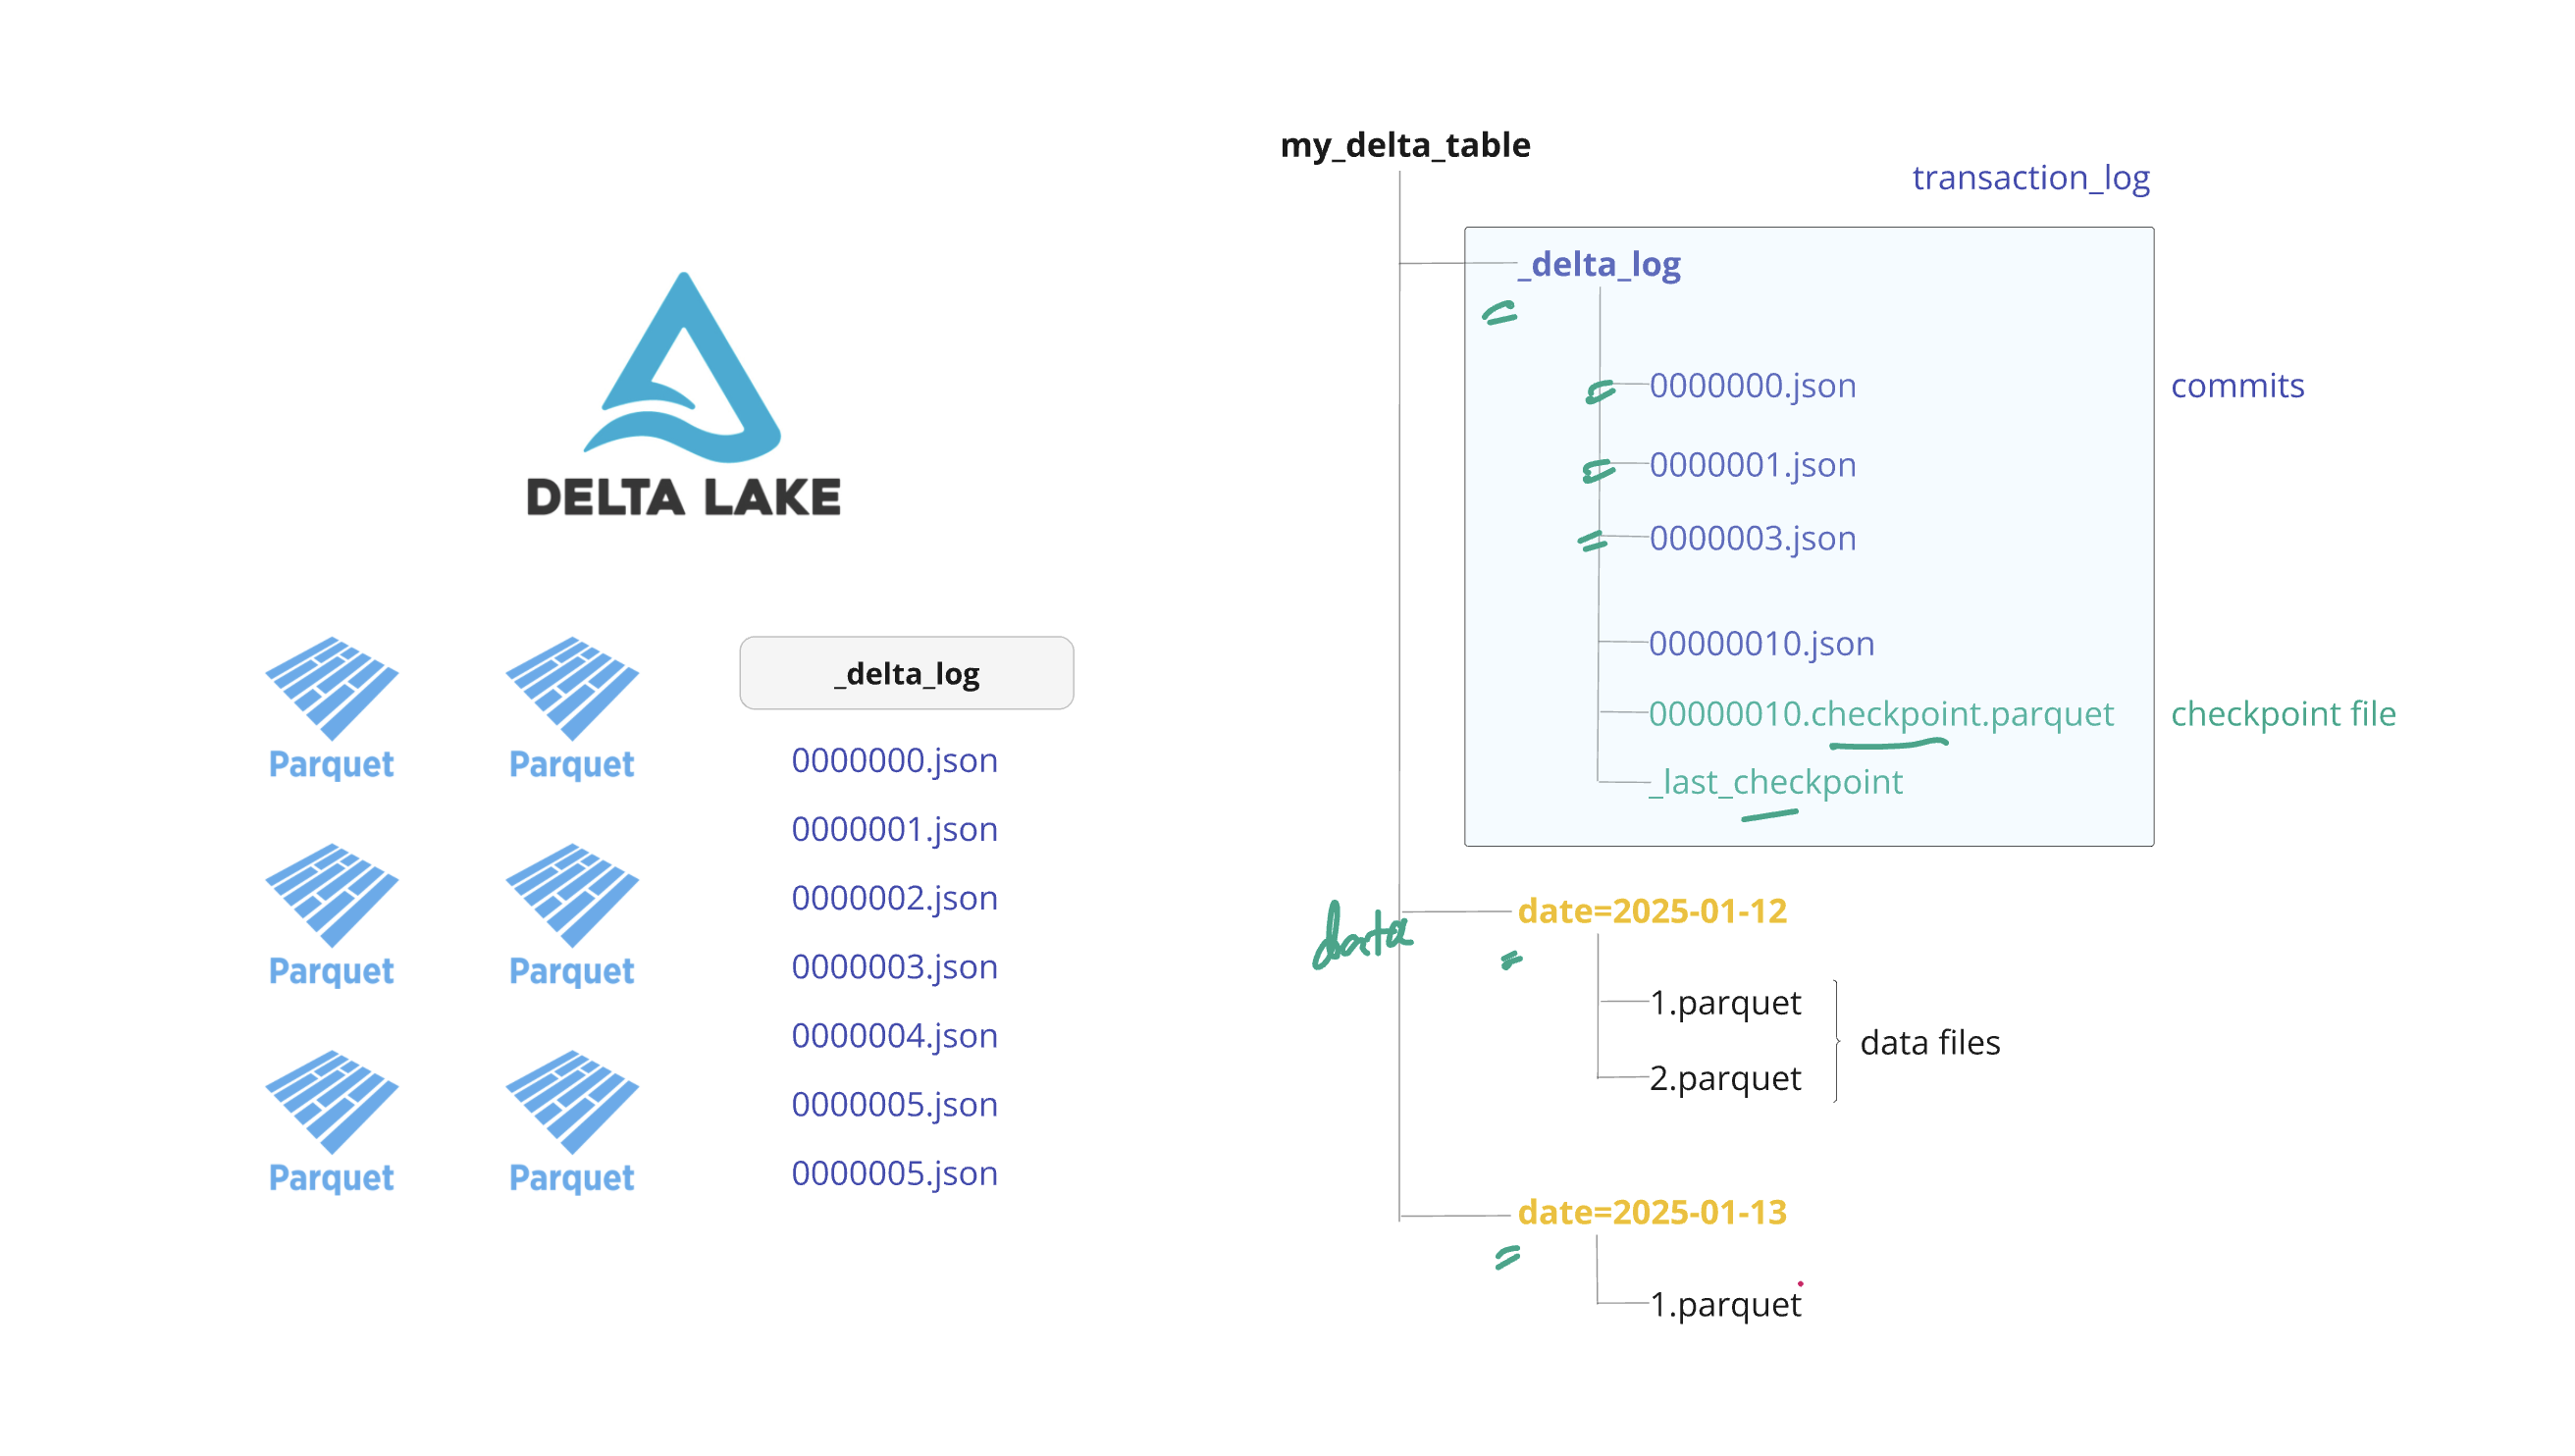 DELTA LAKE
Parquet
Parquet
Parquet
Parquet
Parquet
Parquet
_delta_log
0000000.json
0000001.json
0000002.json
0000003.json
0000004.json
0000005.json
0000005.json
my_delta_table
transaction_log
_delta_log
0000000.json
commits
0000001.json
0000003.json
00000010.json
00000010.checkpoint.parquet
checkpoint file
_last_checkpoint
data
date=2025-01-12
1.parquet
2.parquet
data files
date=2025-01-13
1.parquet